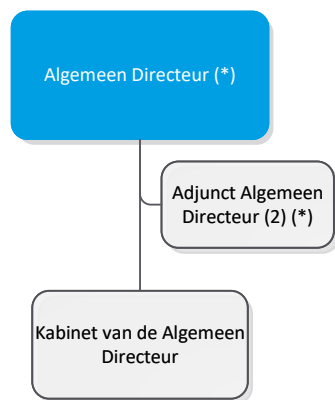 Algemeen Directeur (*)
Adjunct Algemeen
Directeur (2) (*)
Kabinet van de Algemeen
Directeur